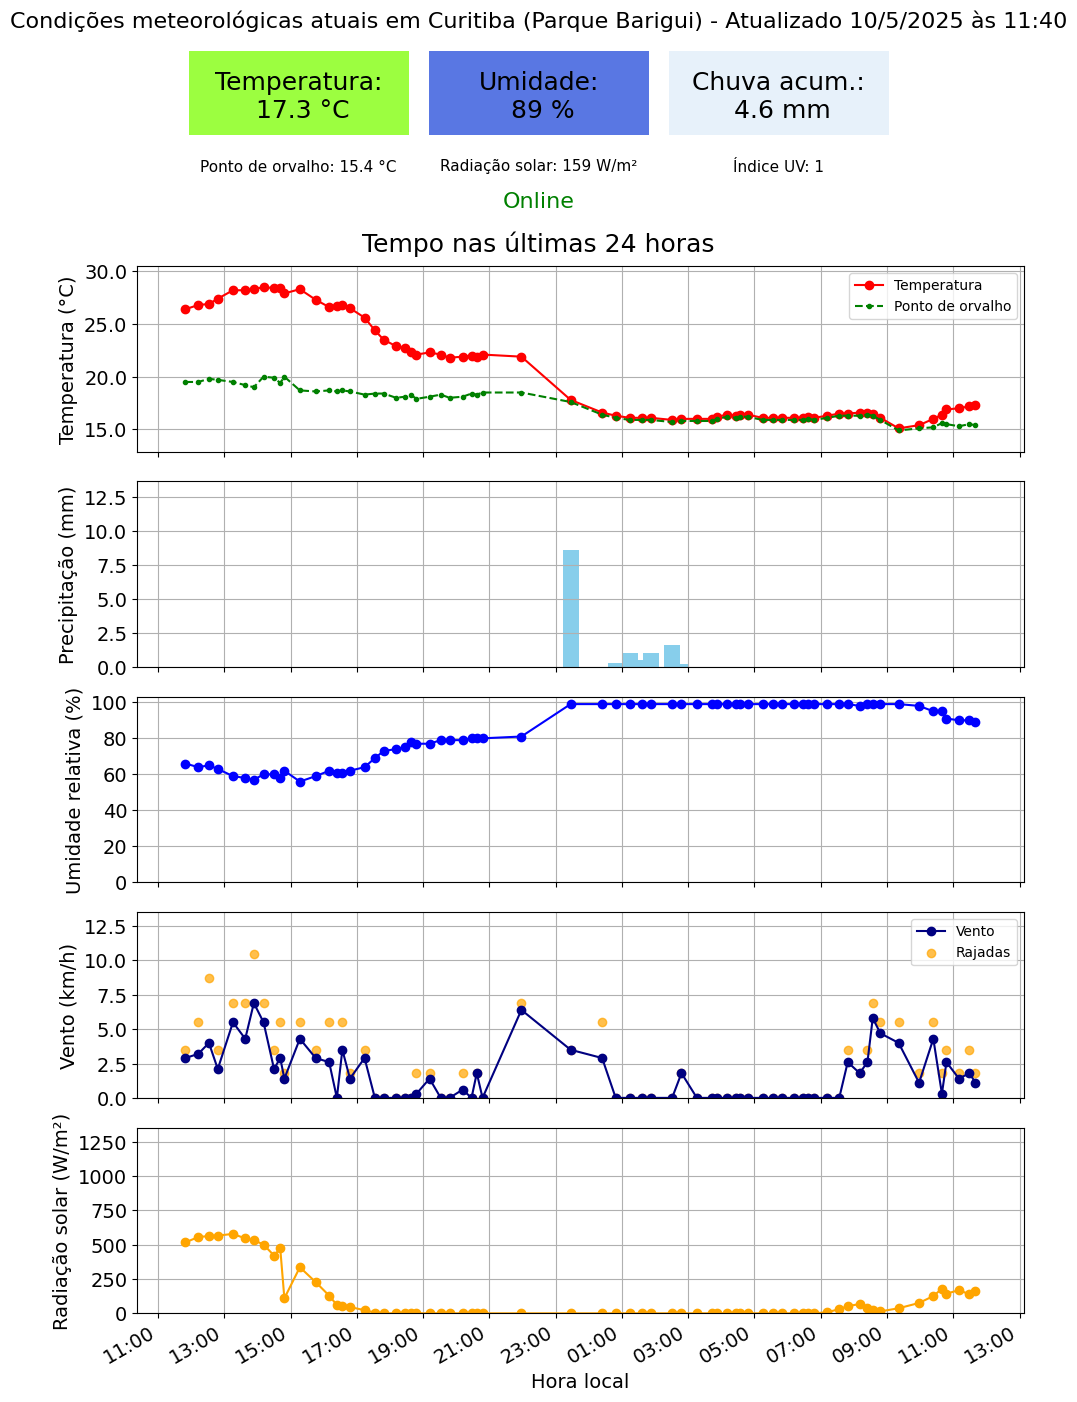 Condições meteorológicas atuais em Curitiba (Parque Barigui) - Atualizado 10/5/2025 às 11:40
Temperatura:
17.3 °C
Umidade:
89 %
Chuva acum.:
4.6 mm
Ponto de orvalho: 15.4 °C
Radiação solar: 159 W/m²
Índice UV: 1
Online
Tempo nas últimas 24 horas
Temperatura (°C)
30.0
25.0
20.0
15.0
Temperatura
Ponto de orvalho
Precipitação (mm)
12.5
10.0
7.5
5.0
2.5
0.0
Umidade relativa (%)
100
80
60
40
20
0
Vento (km/h)
12.5
10.0
7.5
5.0
2.5
0.0
Vento
Rajadas
Radiação solar (W/m²)
1250
1000
750
500
250
0
11:00
13:00
15:00
17:00
19:00
21:00
23:00
01:00
03:00
05:00
07:00
09:00
11:00
13:00
Hora local